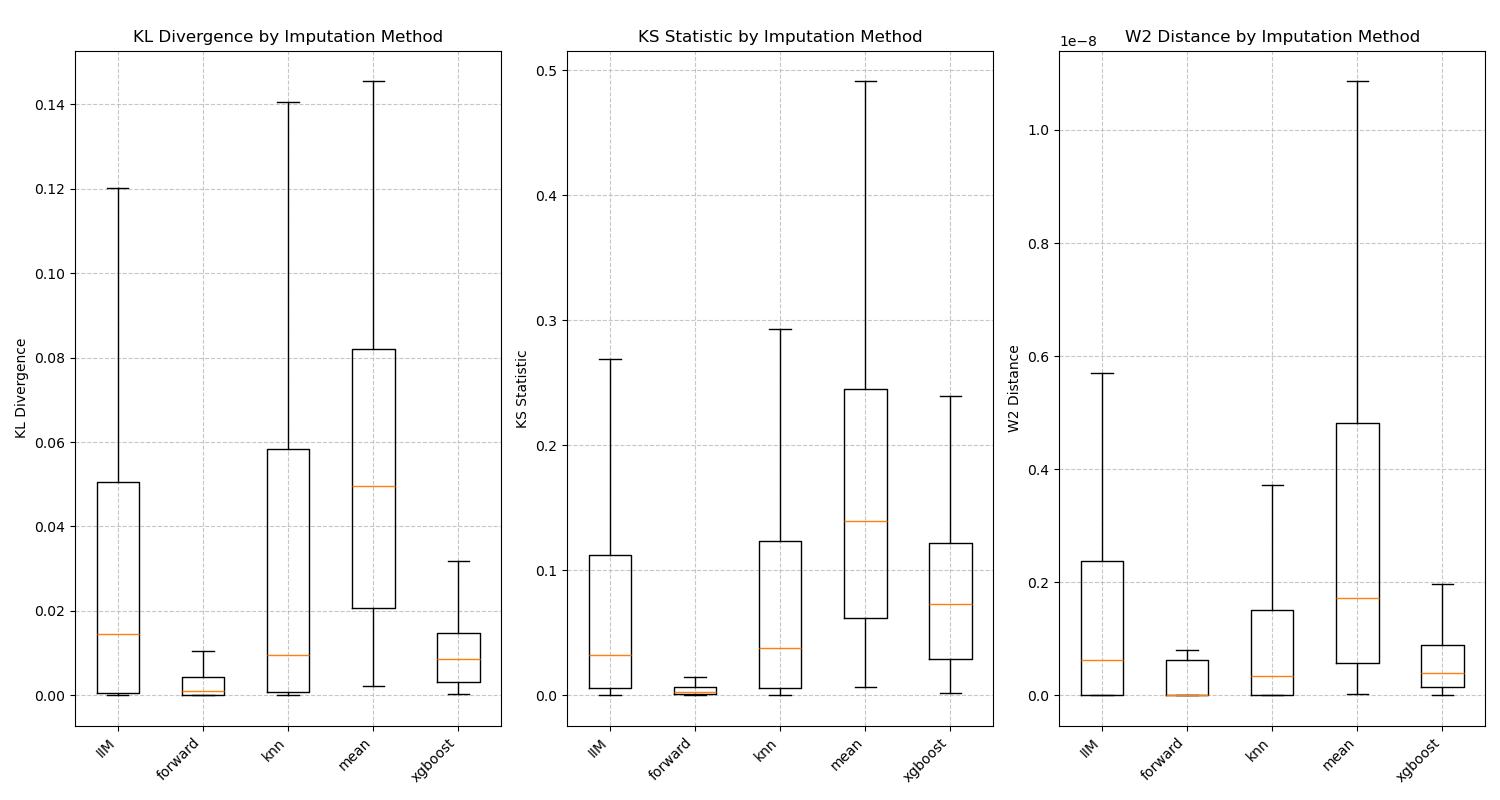 KL Divergence by Imputation Method
KL Divergence
0.14
0.12
0.10
0.08
0.06
0.04
0.02
0.00
IIM
forward
knn
mean
xgboost
KS Statistic by Imputation Method
KS Statistic
0.5
0.4
0.3
0.2
0.1
0.0
IIM
forward
knn
mean
xgboost
1e−8
W2 Distance by Imputation Method
W2 Distance
1.0
0.8
0.6
0.4
0.2
0.0
IIM
forward
knn
mean
xgboost